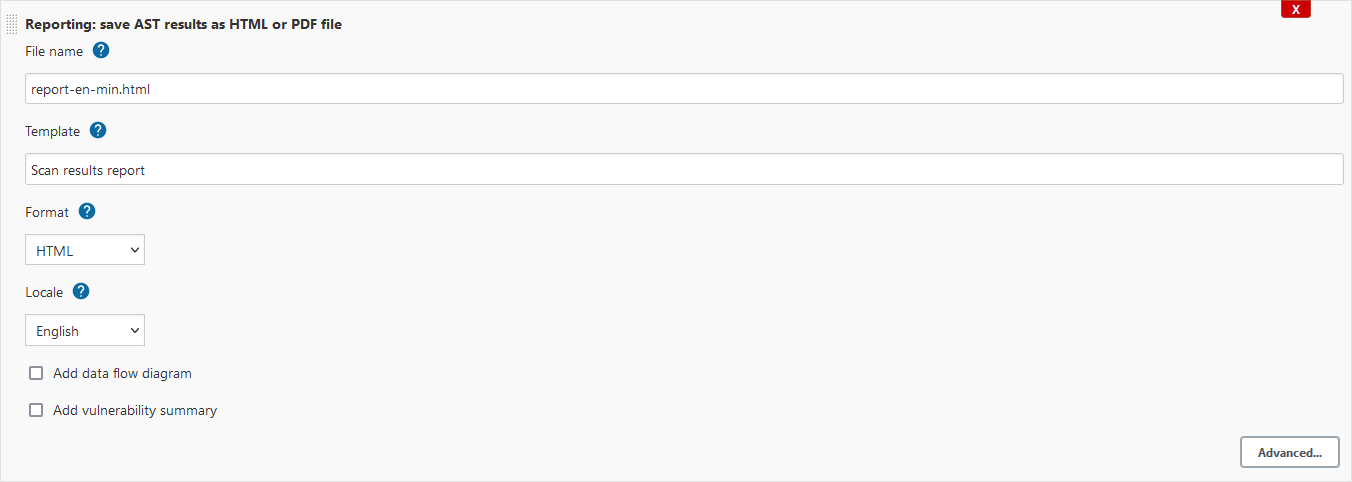 Reporting: save AST results as HTML or PDF file
X
File name ?
report-en-min.html
Template ?
Scan results report
Format ?
HTML
Locale ?
English
Add data flow diagram
Add vulnerability summary
Advanced...